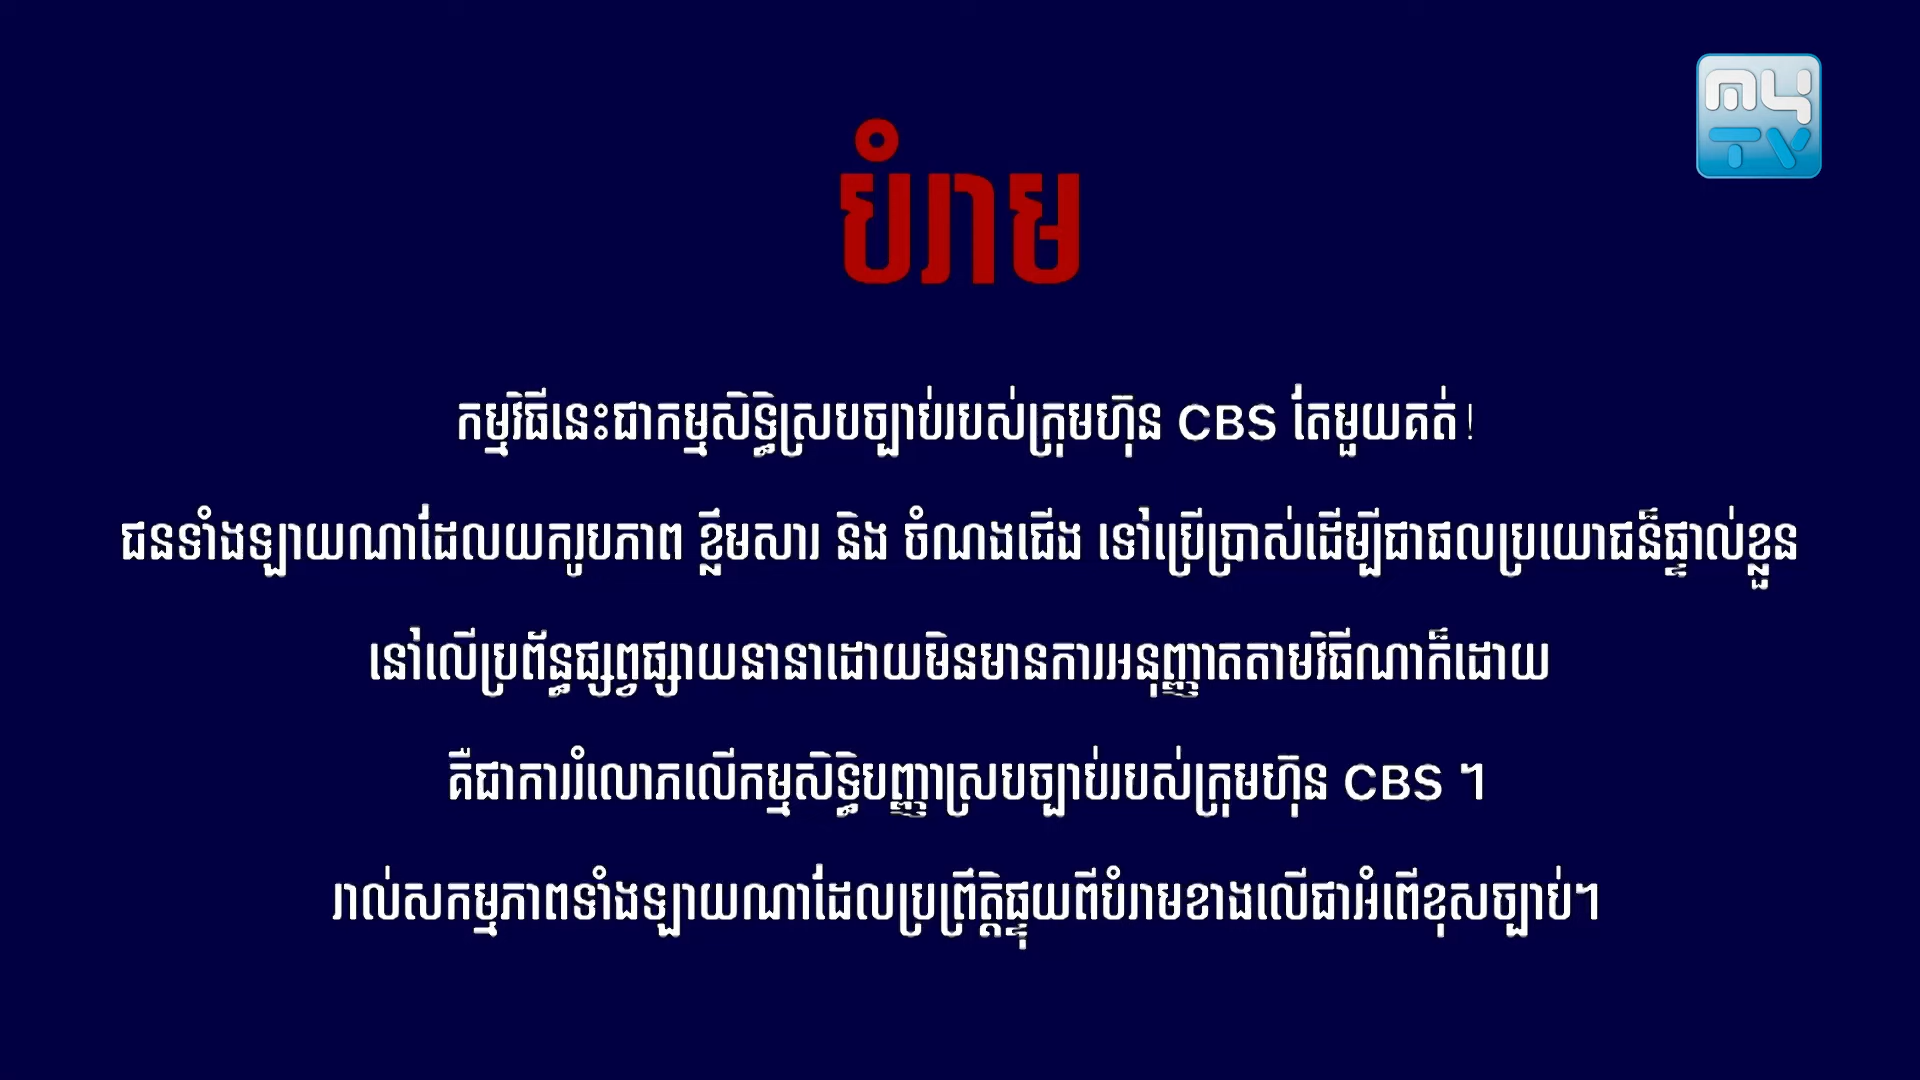 MY
TV
បំរាម
កម្មវិធីនេះជាកម្មសិទ្ធិស្របច្បាប់របស់ក្រុមហ៊ុន CBS តែមួយគត់!
ជនទាំងឡាយណាដែលយករូបភាព ខ្លឹមសារ និង ចំណងជើង ទៅប្រើប្រាស់ដើម្បីជាផលប្រយោជន៍ផ្ទាល់ខ្លួន
នៅលើប្រព័ន្ធផ្សព្វផ្សាយនានាដោយមិនមានការអនុញ្ញាតតាមវិធីណាក៏ដោយ
គឺជាការរំលោភលើកម្មសិទ្ធិបញ្ញាស្របច្បាប់របស់ក្រុមហ៊ុន CBS ។
រាល់សកម្មភាពទាំងឡាយណាដែលប្រព្រឹត្តិផ្ទុយពីបំរាមខាងលើជាអំពើខុសច្បាប់។